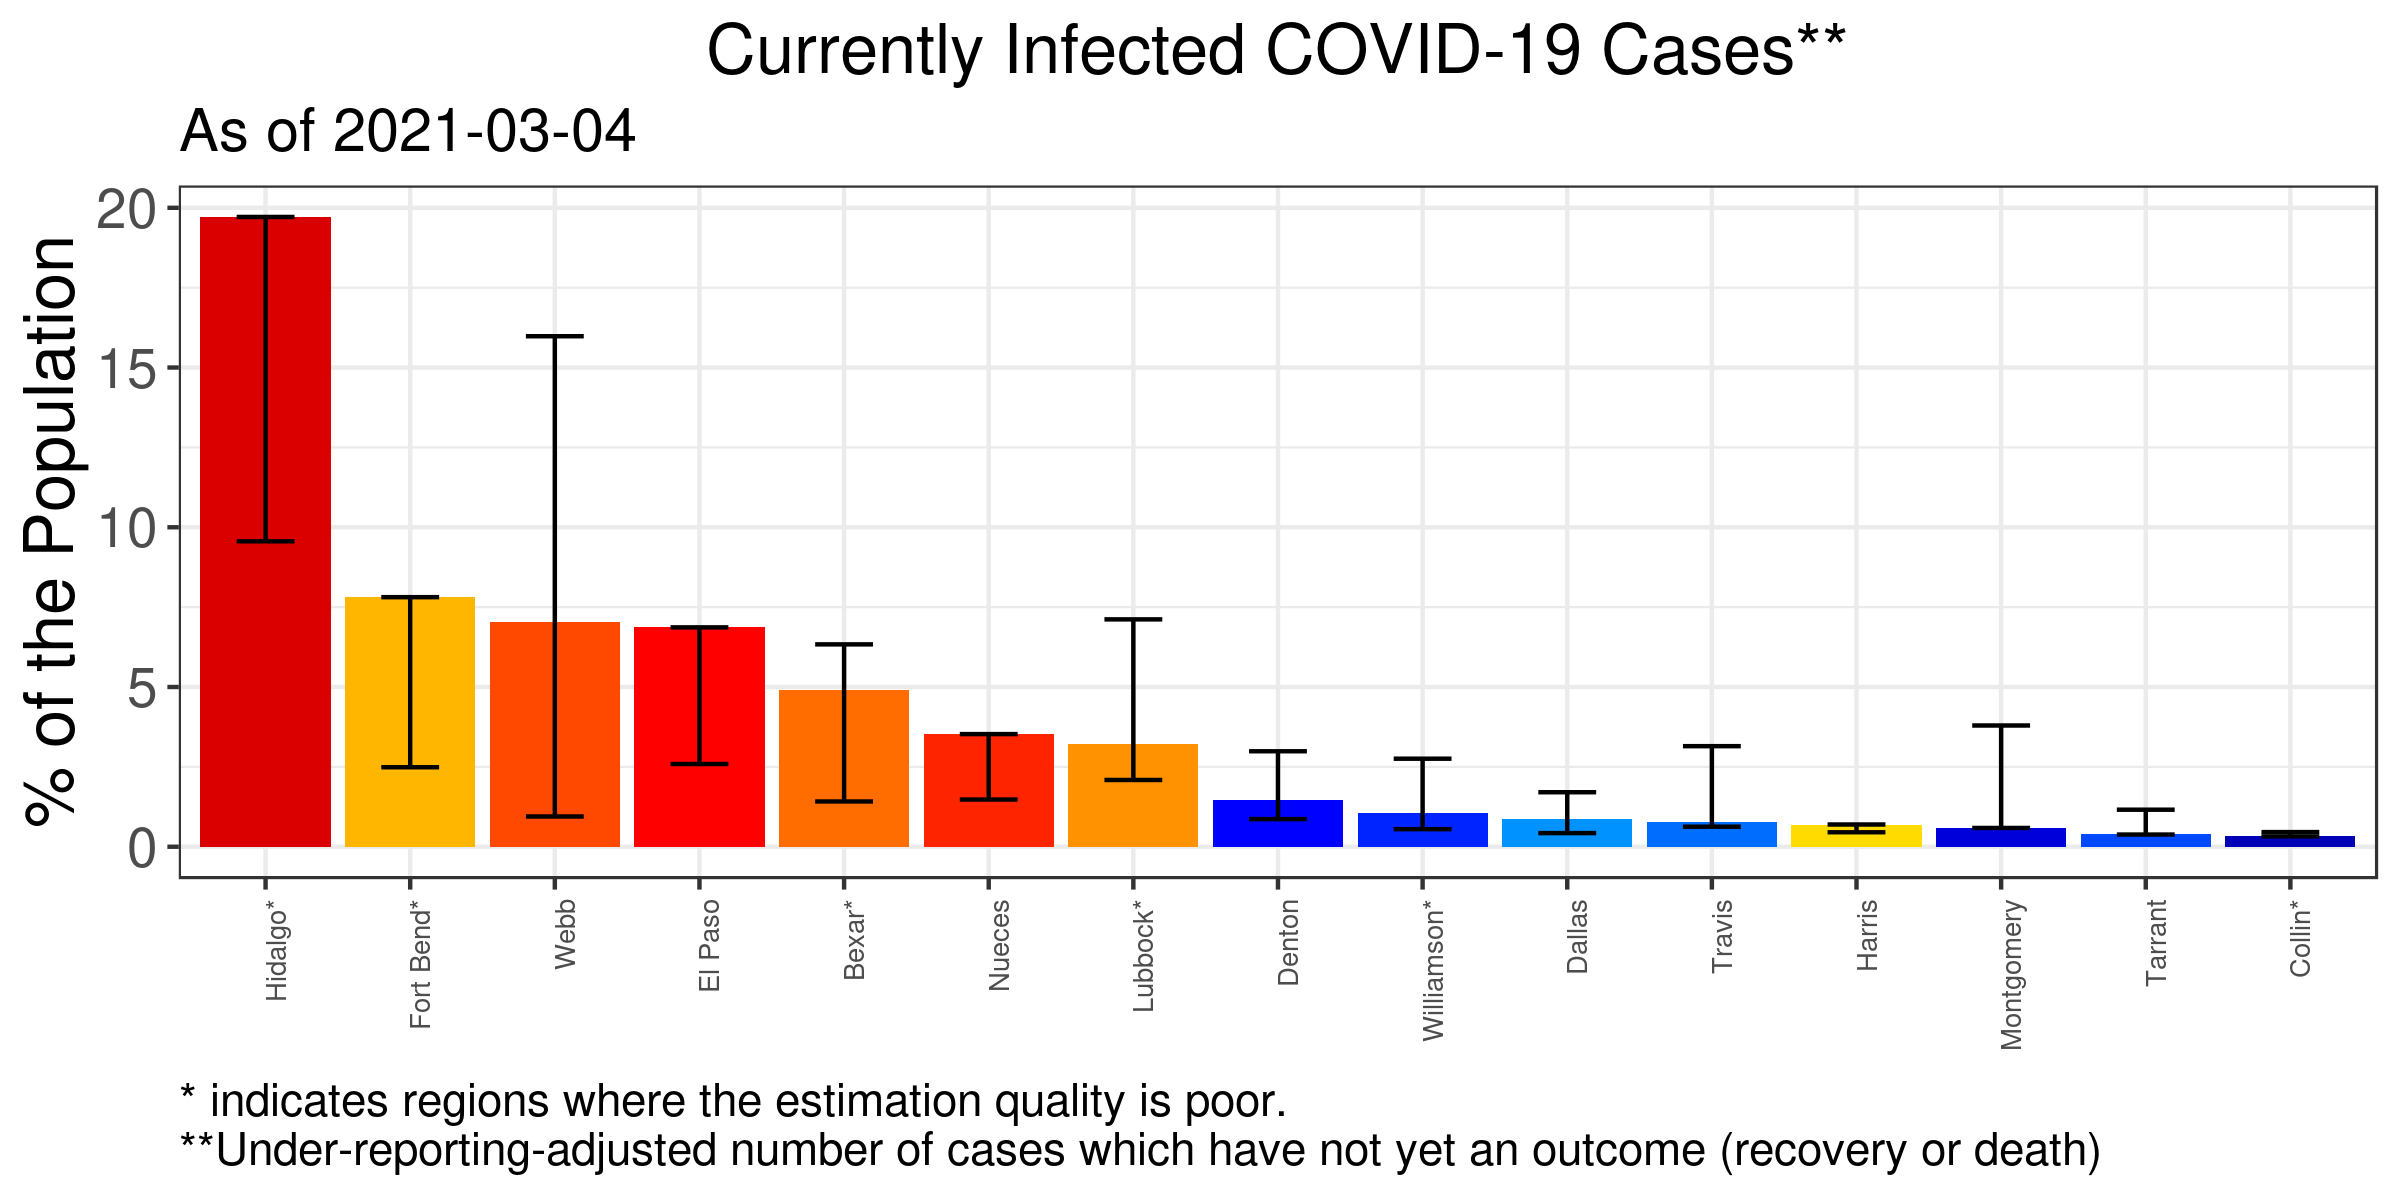 Currently Infected COVID-19 Cases**
As of 2021-03-04
% of the Population
20
15
10
5
0
Hidalgo*
Fort Bend*
Webb
El Paso
Bexar*
Nueces
Lubbock*
Denton
Williamson*
Dallas
Travis
Harris
Montgomery
Tarrant
Collin*
* indicates regions where the estimation quality is poor.
**Under-reporting-adjusted number of cases which have not yet an outcome (recovery or death)